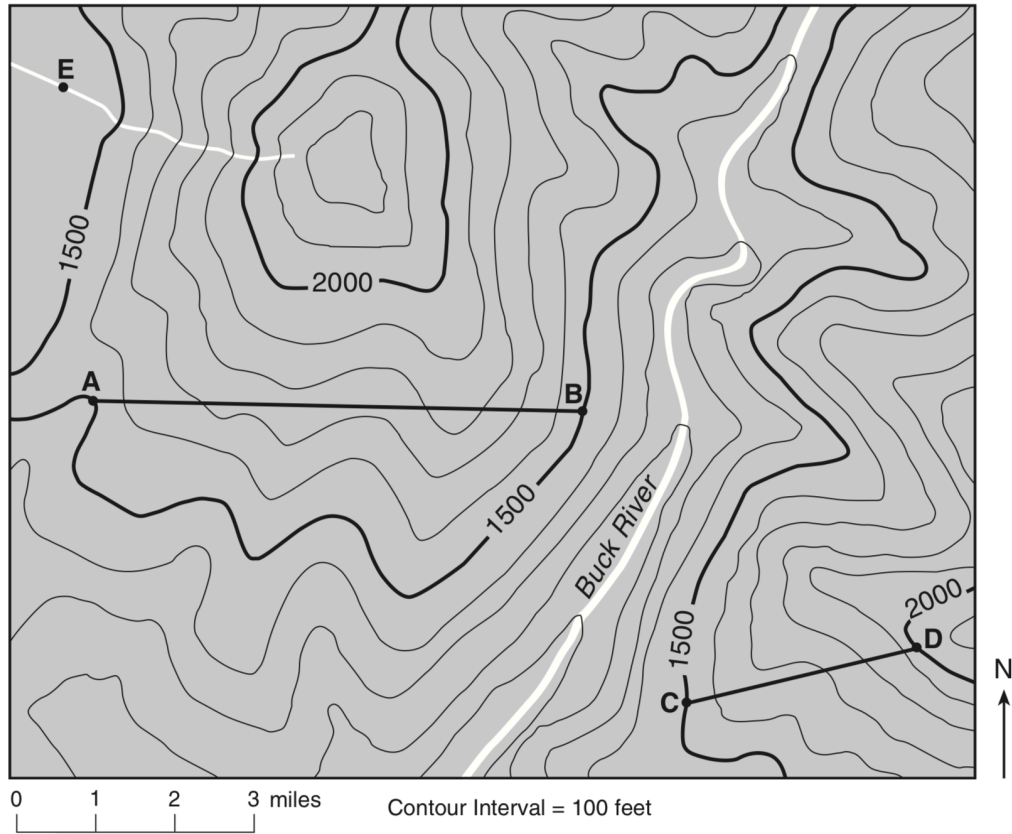 E
1500
2000
A
B
1500
Buck River
1500
2000
D
C
N
0 1 2 3 miles
Contour Interval = 100 feet